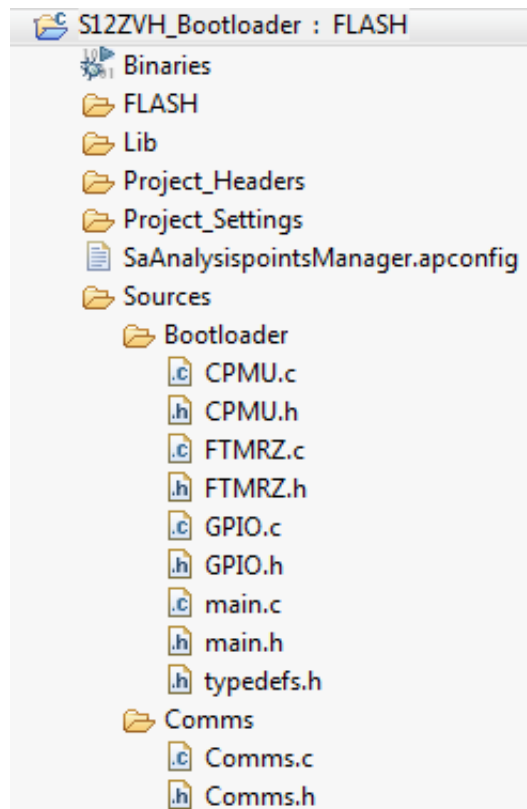 S12ZVH_Bootloader : FLASH
Binaries
FLASH
Lib
Project_Headers
Project_Settings
SaAnalysispointsManager.apconfig
Sources
Bootloader
.c CPMU.c
.h CPMU.h
.c FTMRZ.c
.h FTMRZ.h
.c GPIO.c
.h GPIO.h
.c main.c
.h main.h
.h typedefs.h
Comms
.c Comms.c
.h Comms.h